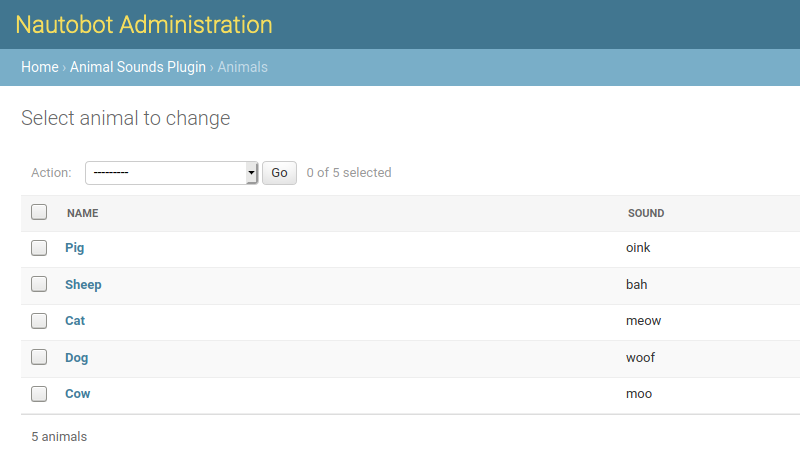 Nautobot Administration
Home › Animal Sounds Plugin › Animals
Select animal to change
Action: --------- Go 0 of 5 selected
NAME SOUND
Pig oink
Sheep bah
Cat meow
Dog woof
Cow moo
5 animals